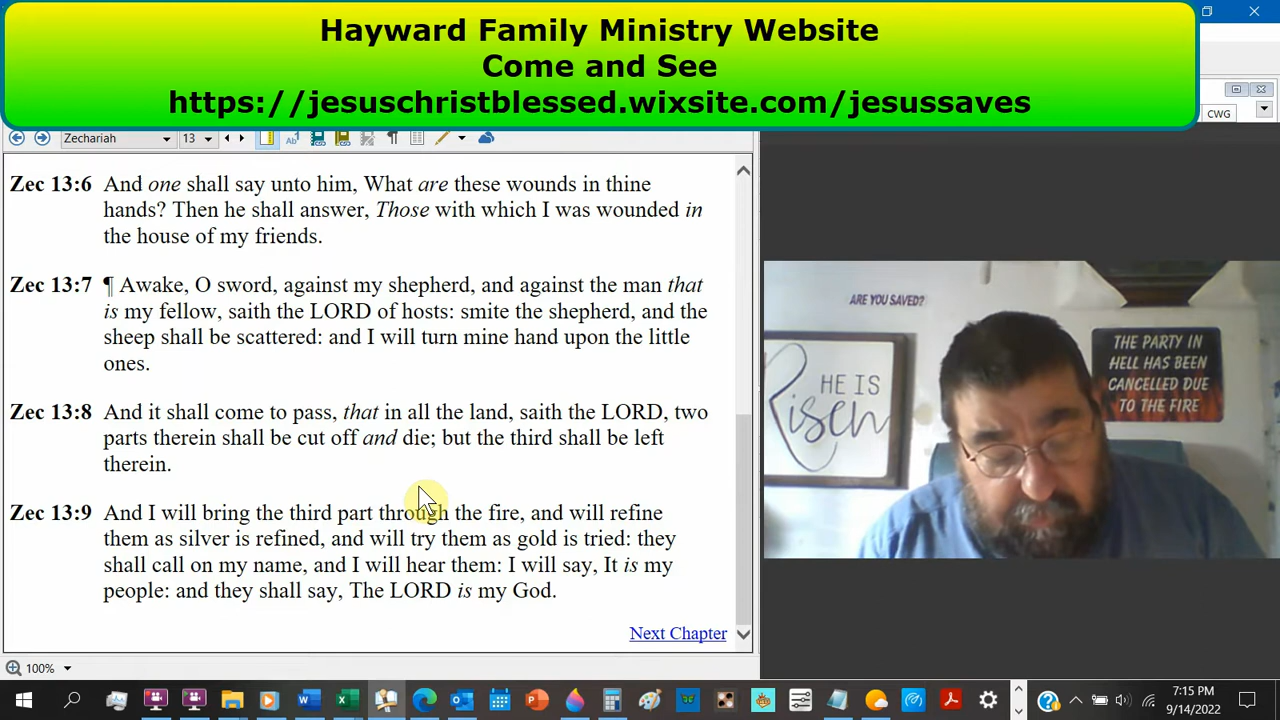 Hayward Family Ministry Website
Come and See
https://jesuschristblessed.wixsite.com/jesussaves
CWG
Zechariah
13
Zec 13:6 And one shall say unto him, What are these wounds in thine
hands? Then he shall answer, Those with which I was wounded in
the house of my friends.
Zec 13:7 ¶ Awake, O sword, against my shepherd, and against the man that
is my fellow, saith the LORD of hosts: smite the shepherd, and the
sheep shall be scattered: and I will turn mine hand upon the little
ones.
Zec 13:8 And it shall come to pass, that in all the land, saith the LORD, two
parts therein shall be cut off and die; but the third shall be left
therein.
Zec 13:9 And I will bring the third part through the fire, and will refine
them as silver is refined, and will try them as gold is tried: they
shall call on my name, and I will hear them: I will say, It is my
people: and they shall say, The LORD is my God.
Next Chapter
100%
ARE YOU SAVED?
HE IS
Risen
THE PARTY IN
HELL HAS BEEN
CANCELLED DUE
TO THE FIRE
7:15 PM
9/14/2022